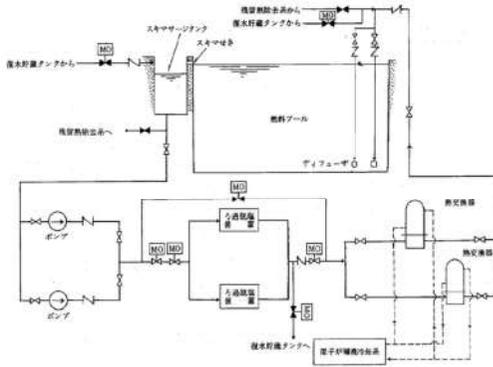 残留熱除去系から
復水貯蔵タンクから
MO
スキマサージタンク
スキマせき
MO
復水貯蔵タンクから
燃料プール
残留熱除去系へ
ディフューザ
MO
熱交換器
ろ過脱塩
装置
ポンプ
MO
MO
MO
熱交換器
ろ過脱塩
装置
MO
ポンプ
復水貯蔵タンクへ
原子炉補機冷却系